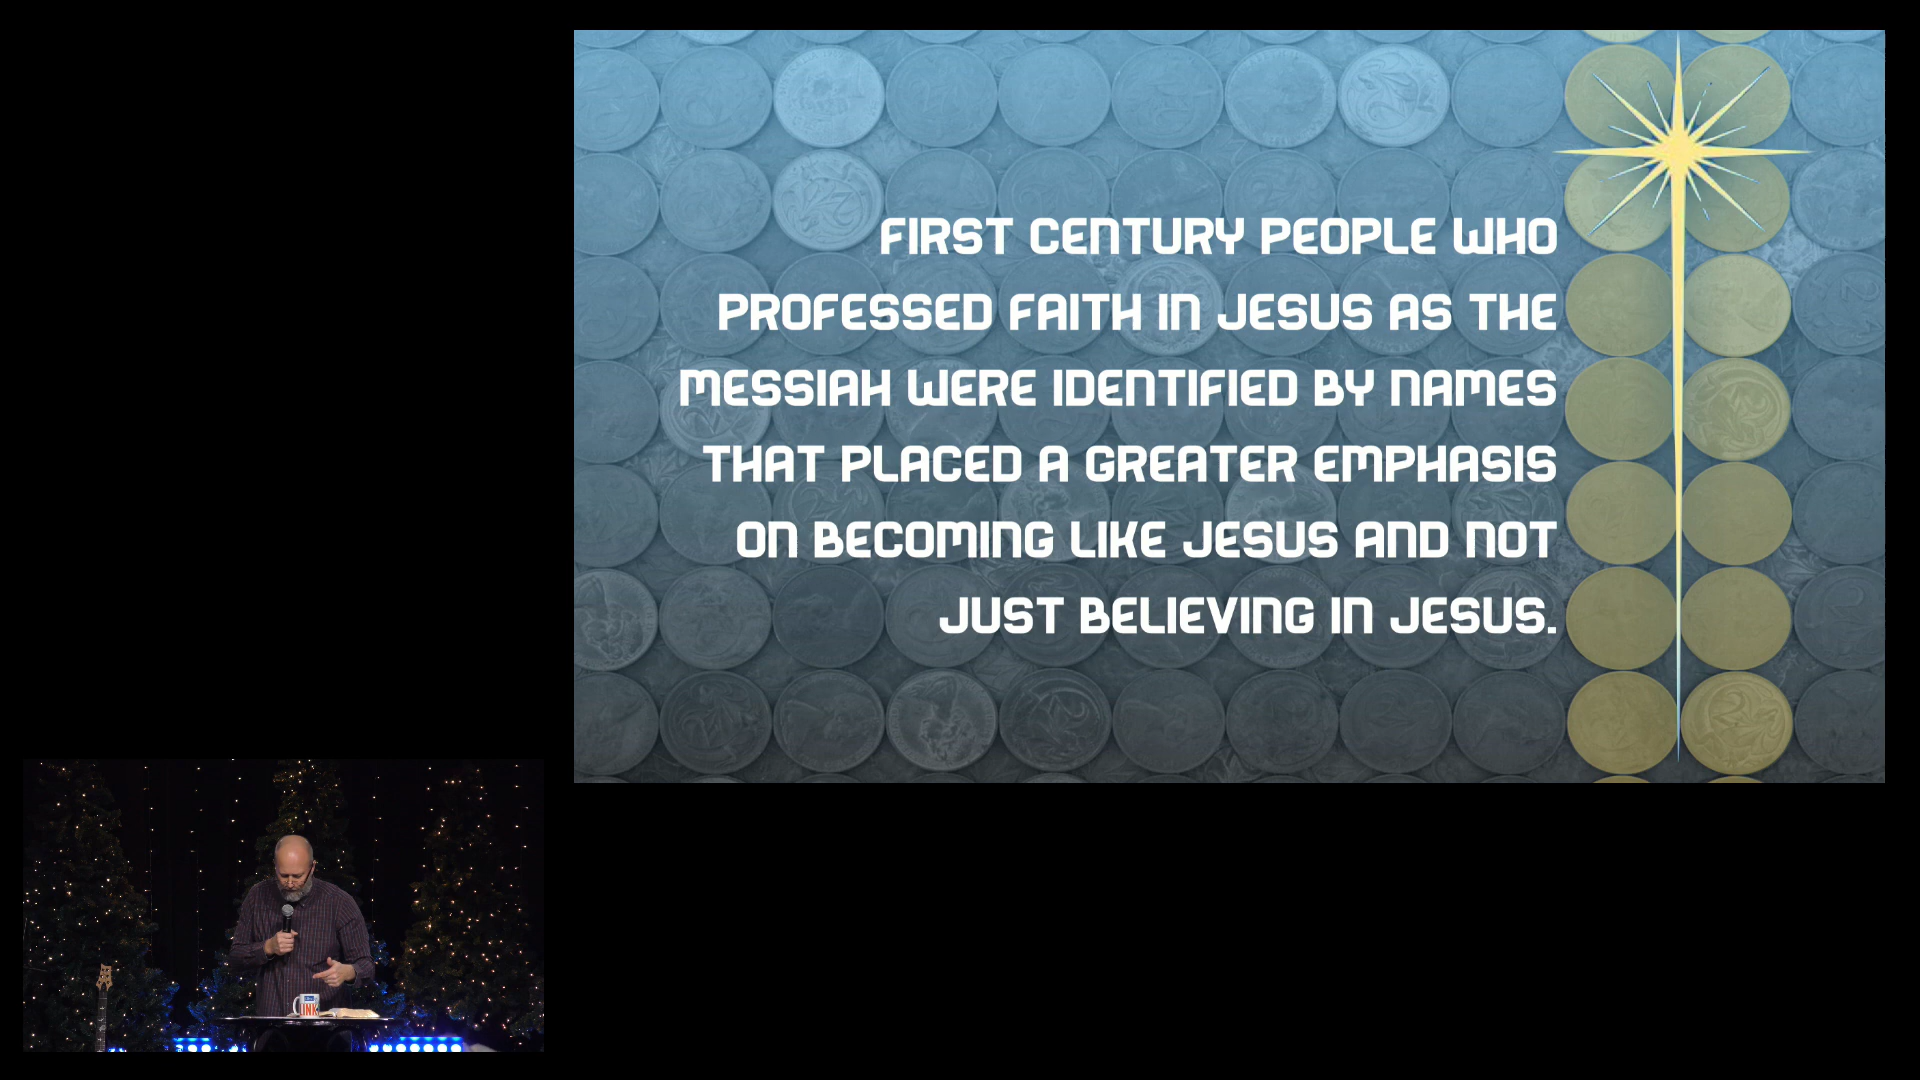 FIRST CENTURY PEOPLE WHO
PROFESSED FAITH IN JESUS AS THE
MESSIAH WERE IDENTIFIED BY NAMES
THAT PLACED A GREATER EMPHASIS
ON BECOMING LIKE JESUS AND NOT
JUST BELIEVING IN JESUS.
INK